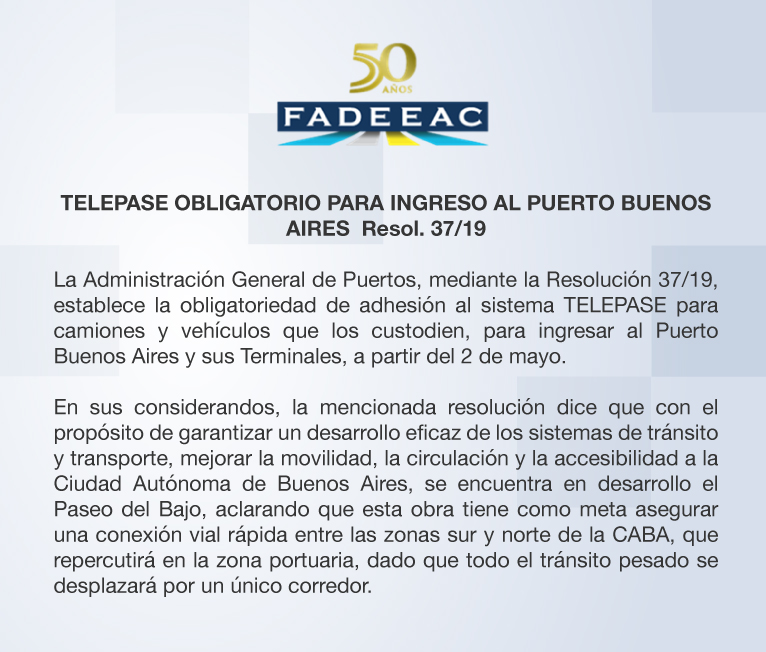 50
AÑOS
FADEEAC
TELEPASE OBLIGATORIO PARA INGRESO AL PUERTO BUENOS
AIRES Resol. 37/19
La Administración General de Puertos, mediante la Resolución 37/19,
establece la obligatoriedad de adhesión al sistema TELEPASE para
camiones y vehículos que los custodien, para ingresar al Puerto
Buenos Aires y sus Terminales, a partir del 2 de mayo.
En sus considerandos, la mencionada resolución dice que con el
propósito de garantizar un desarrollo eficaz de los sistemas de tránsito
y transporte, mejorar la movilidad, la circulación y la accesibilidad a la
Ciudad Autónoma de Buenos Aires, se encuentra en desarrollo el
Paseo del Bajo, aclarando que esta obra tiene como meta asegurar
una conexión vial rápida entre las zonas sur y norte de la CABA, que
repercutirá en la zona portuaria, dado que todo el tránsito pesado se
desplazará por un único corredor.